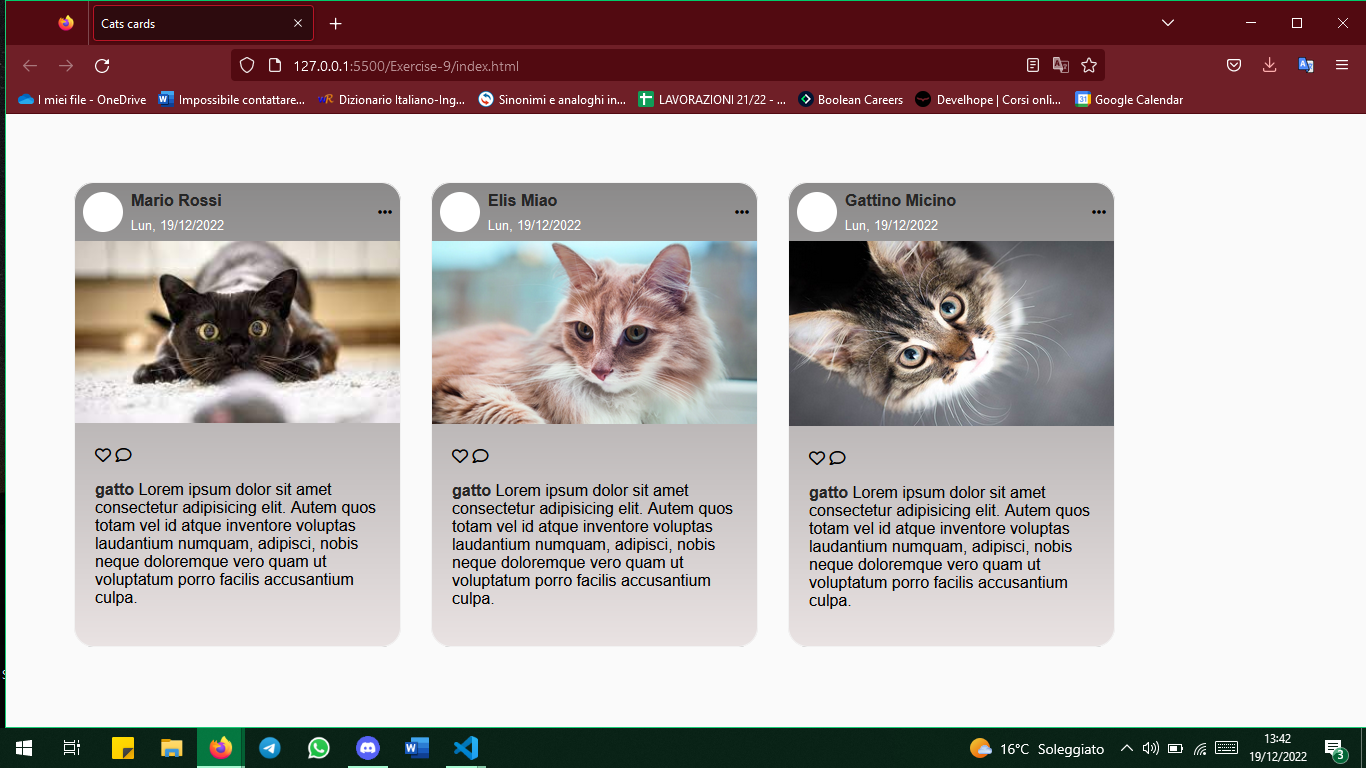 Cats cards
127.0.0.1:5500/Exercise-9/index.html
I miei file - OneDrive
Impossibile contattare...
Dizionario Italiano-Ing...
Sinonimi e analoghi in...
LAVORAZIONI 21/22 - ...
Boolean Careers
Develhope | Corsi onli...
Google Calendar
Mario Rossi
Lun, 19/12/2022
gatto Lorem ipsum dolor sit amet
consectetur adipisicing elit. Autem quos
totam vel id atque inventore voluptas
laudantium numquam, adipisci, nobis
neque doloremque vero quam ut
voluptatum porro facilis accusantium
culpa.
Elis Miao
Lun, 19/12/2022
gatto Lorem ipsum dolor sit amet
consectetur adipisicing elit. Autem quos
totam vel id atque inventore voluptas
laudantium numquam, adipisci, nobis
neque doloremque vero quam ut
voluptatum porro facilis accusantium
culpa.
Gattino Micino
Lun, 19/12/2022
gatto Lorem ipsum dolor sit amet
consectetur adipisicing elit. Autem quos
totam vel id atque inventore voluptas
laudantium numquam, adipisci, nobis
neque doloremque vero quam ut
voluptatum porro facilis accusantium
culpa.
16°C Soleggiato
13:42
19/12/2022
3